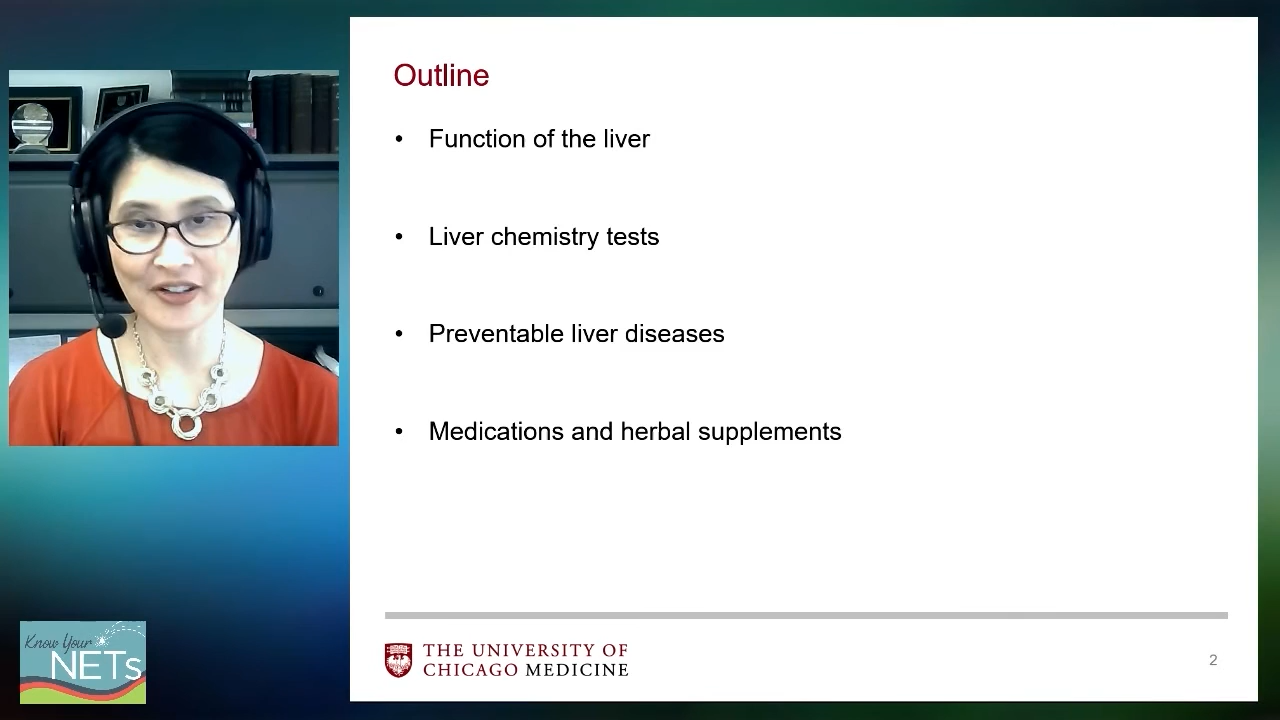 Outline
• Function of the liver
• Liver chemistry tests
• Preventable liver diseases
• Medications and herbal supplements
THE UNIVERSITY OF
CHICAGO MEDICINE
2
Know Your
NETs